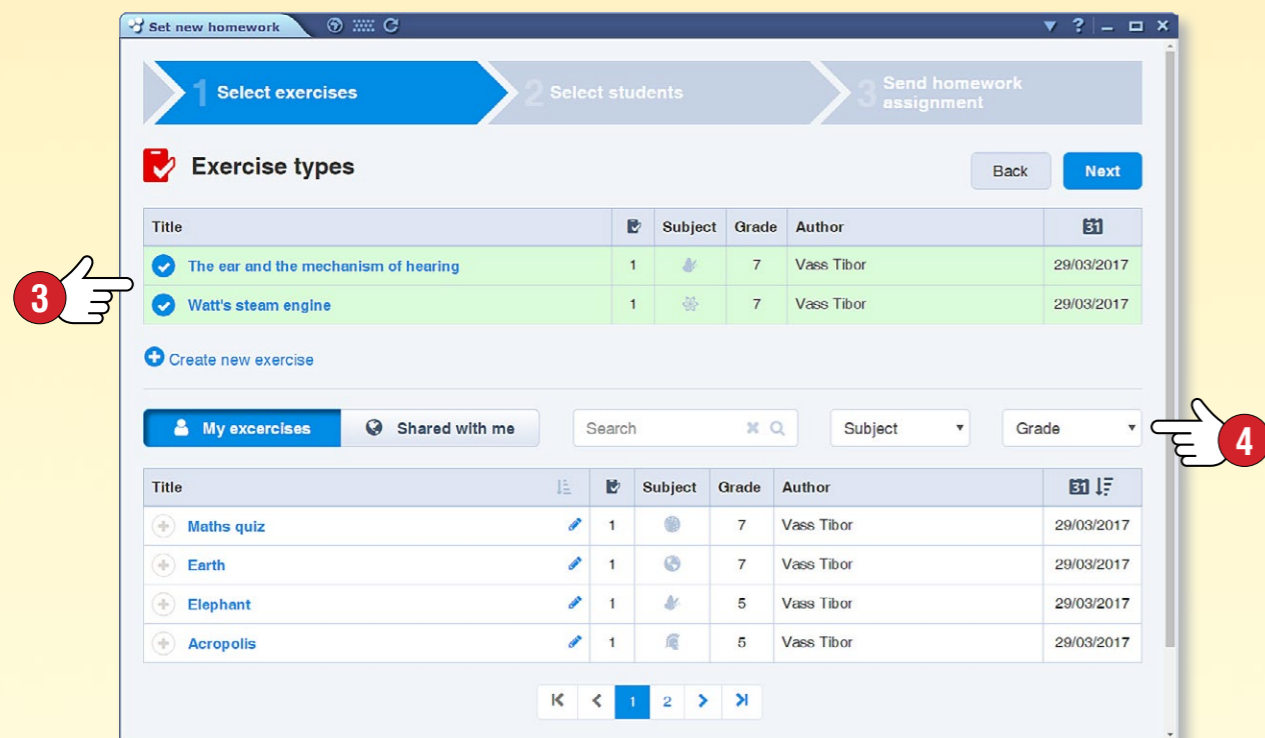 Set new homework
1 Select exercises
2 Select students
3 Send homework
assignment
Exercise types
Back
Next
Title Subject Grade Author 31
The ear and the mechanism of hearing 1 7 Vass Tibor 29/03/2017
Watt's steam engine 1 7 Vass Tibor 29/03/2017
3
Create new exercise
My excercises
Shared with me
Search
Subject
Grade
4
Title Subject Grade Author 31
Maths quiz 1 7 Vass Tibor 29/03/2017
Earth 1 7 Vass Tibor 29/03/2017
Elephant 1 5 Vass Tibor 29/03/2017
Acropolis 1 5 Vass Tibor 29/03/2017
1 2